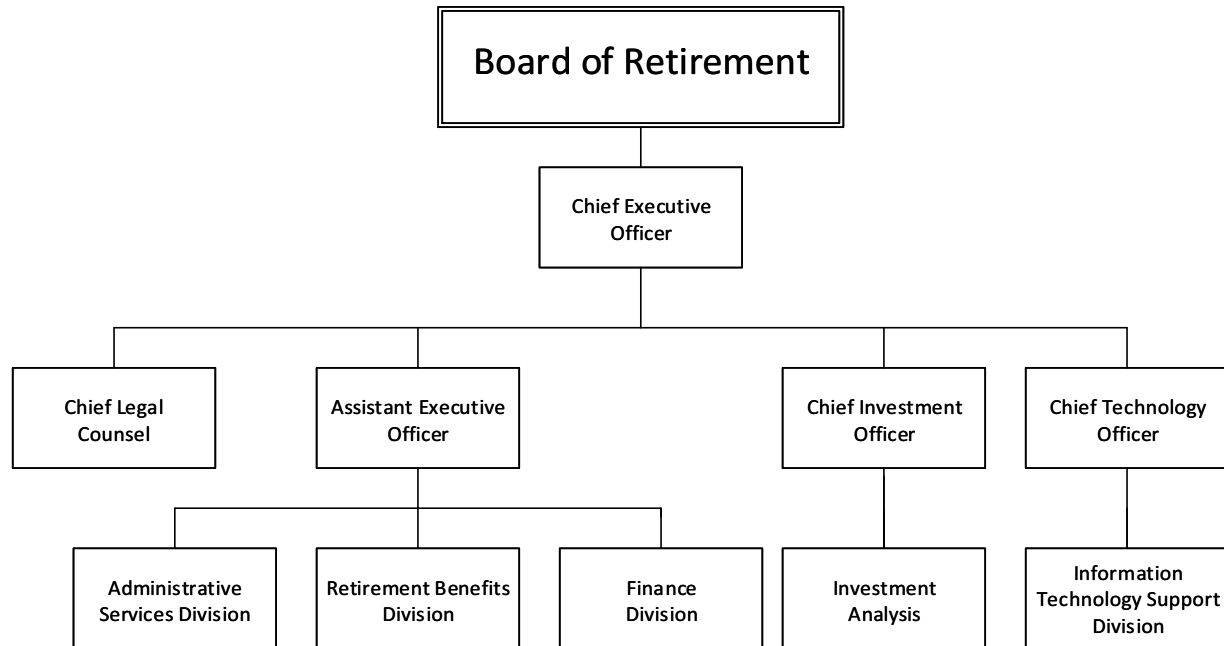 Board of Retirement
Chief Executive
Officer
Chief Legal
Counsel
Assistant Executive
Officer
Chief Investment
Officer
Chief Technology
Officer
Administrative
Services Division
Retirement Benefits
Division
Finance
Division
Investment
Analysis
Information
Technology Support
Division